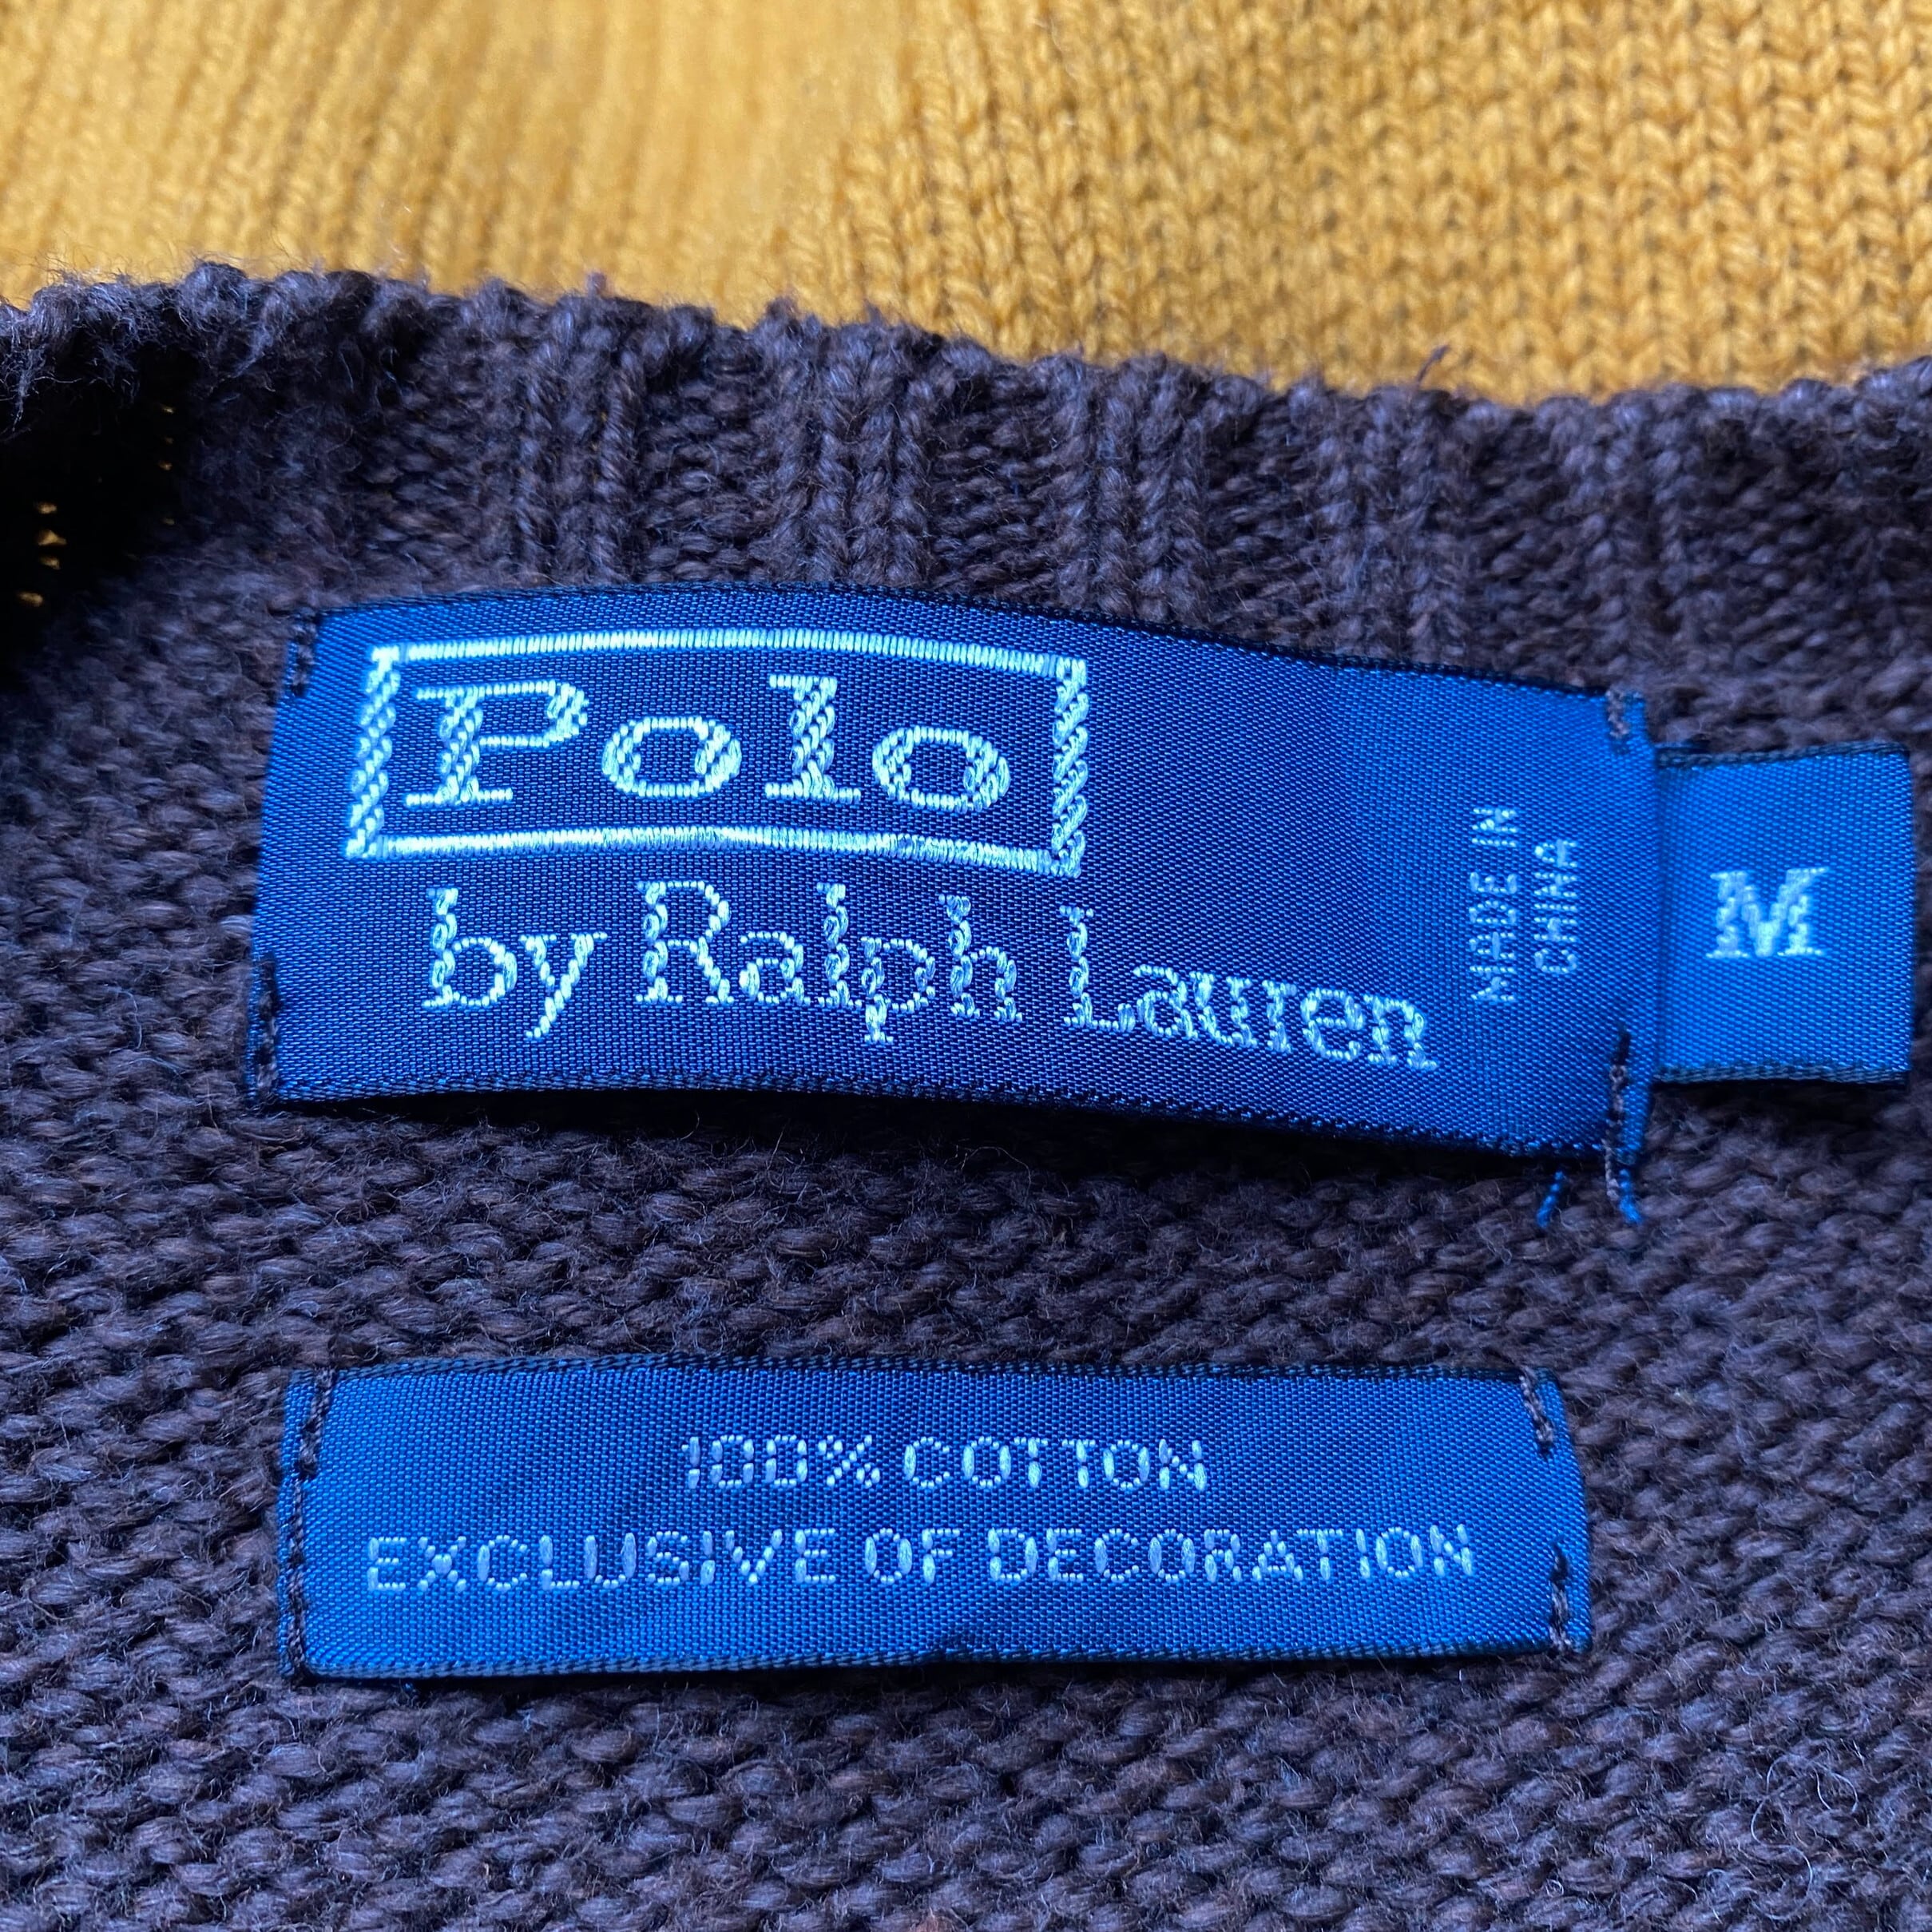 Polo
by Ralph Lauren
MADE IN
CHINA
M
100% COTTON
EXCLUSIVE OF DECORATION